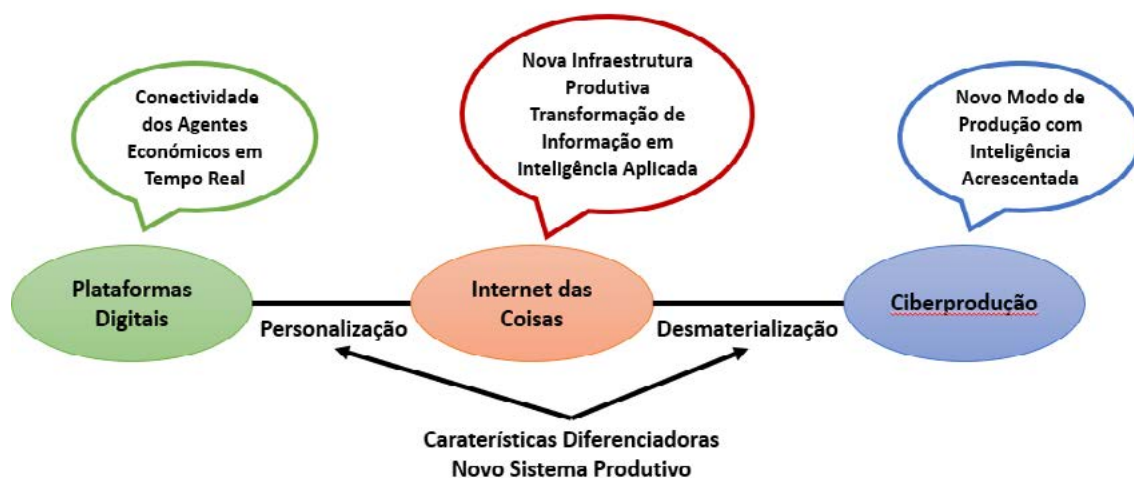 Conectividade
dos Agentes
Económicos em
Tempo Real
Nova Infraestrutura
Produtiva
Transformação de
Informação em
Inteligência Aplicada
Novo Modo de
Produção com
Inteligência
Acrescentada
Plataformas
Digitais
Personalização
Internet das
Coisas
Desmaterialização
Ciberprodução
Caraterísticas Diferenciadoras
Novo Sistema Produtivo